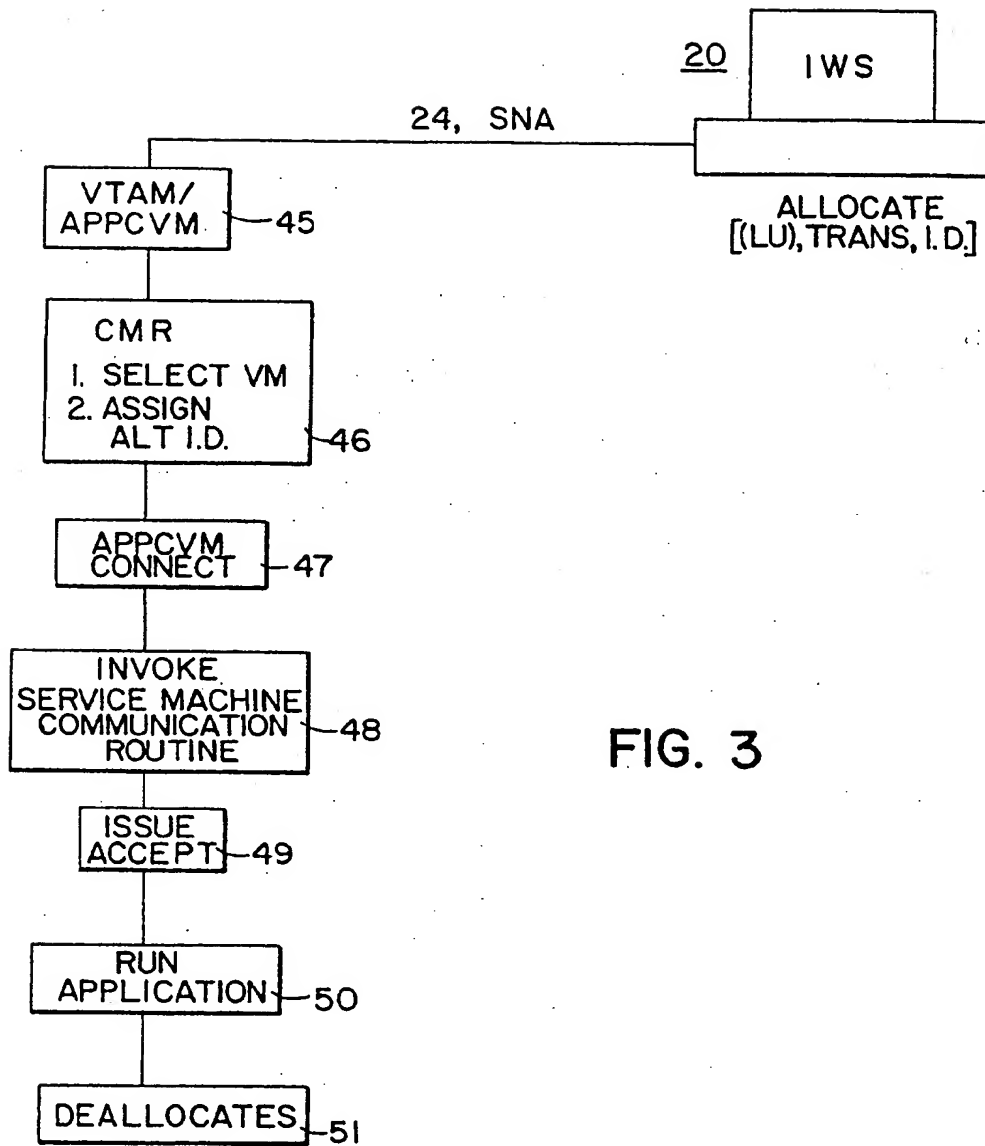 20
IWS
24, SNA
ALLOCATE
[(LU), TRANS, I.D.]
VTAM/
APPCVM
45
CMR
1. SELECT VM
2. ASSIGN
ALT I.D.
46
APPCVM
CONNECT
47
INVOKE
SERVICE MACHINE
COMMUNICATION
ROUTINE
48
FIG. 3
ISSUE
ACCEPT
49
RUN
APPLICATION
50
DEALLOCATES
51